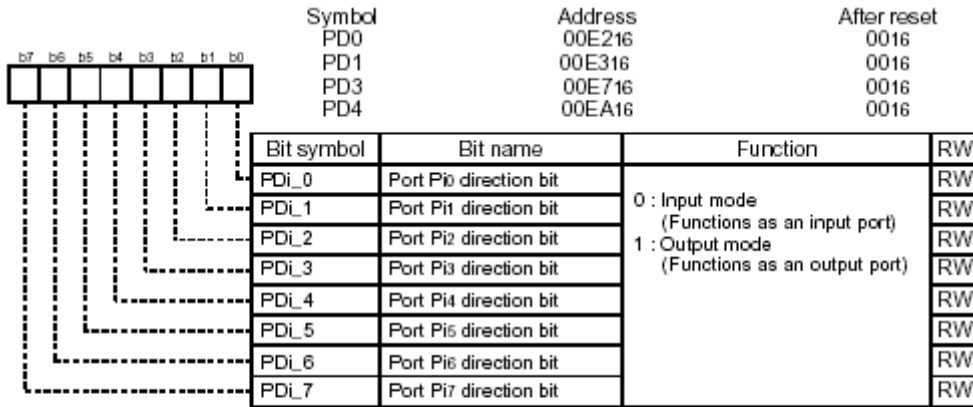 Symbol Address After reset
PD0 00E216 0016
PD1 00E316 0016
PD3 00E716 0016
PD4 00EA16 0016
b7 b6 b5 b4 b3 b2 b1 b0
Bit symbol Bit name Function RW
PDi_0 Port Pi0 direction bit RW
PDi_1 Port Pi1 direction bit RW
PDi_2 Port Pi2 direction bit RW
PDi_3 Port Pi3 direction bit RW
PDi_4 Port Pi4 direction bit RW
PDi_5 Port Pi5 direction bit RW
PDi_6 Port Pi6 direction bit RW
PDi_7 Port Pi7 direction bit RW
0 : Input mode
(Functions as an input port)
1 : Output mode
(Functions as an output port)